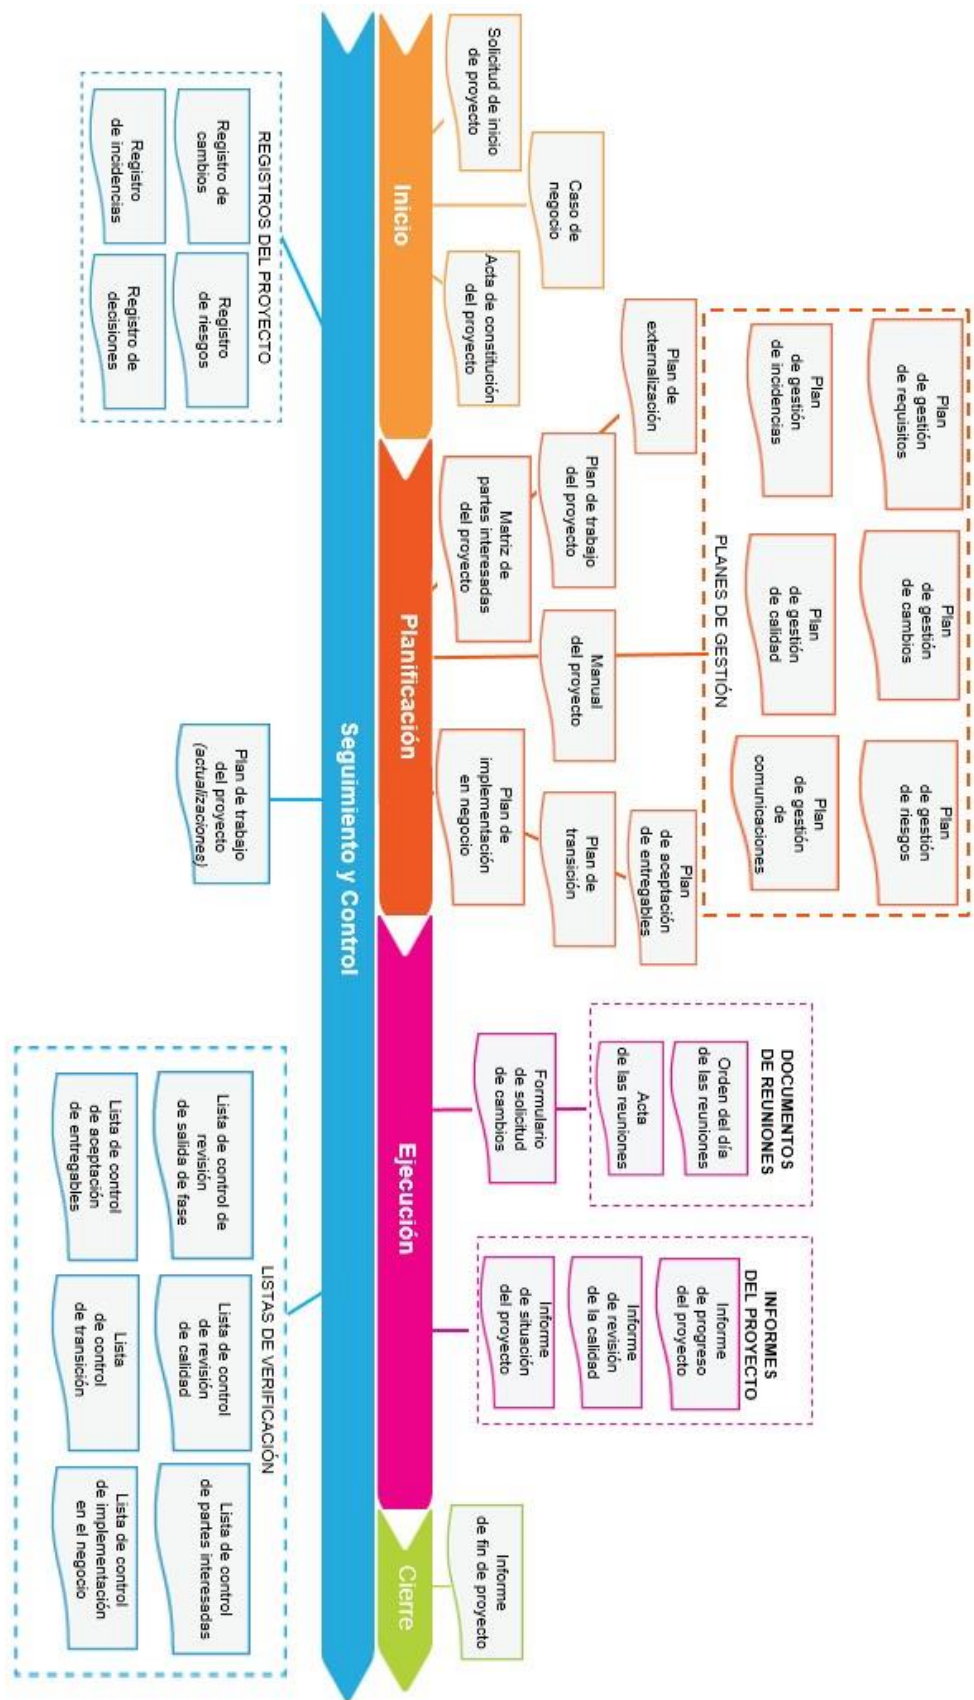 PLANES DE GESTIÓN
Plan
de gestión
de requisitos
Plan
de gestión
de cambios
Plan
de gestión
de riesgos
Plan
de gestión
de incidencias
Plan
de gestión
de calidad
Plan
de gestión
de
comunicaciones
DOCUMENTOS
DE REUNIONES
Orden del día
de las reuniones
Acta
de las reuniones
INFORMES
DEL PROYECTO
Informe
de progreso
del proyecto
Informe
de revisión
de la calidad
Informe
de situación
del proyecto
Plan de
externalización
Plan
de aceptación
de entregables
Caso de
negocio
Plan de trabajo
del proyecto
Manual
del proyecto
Plan de
transición
Solicitud de inicio
de proyecto
Acta de constitución
del proyecto
Matriz de
partes interesadas
del proyecto
Plan de
implementación
en negocio
Formulario
de solicitud
de cambios
Informe
de fin de proyecto
Inicio
Planificación
Ejecución
Cierre
Seguimiento y Control
REGISTROS DEL PROYECTO
Registro de
cambios
Registro
de riesgos
Registro
de incidencias
Registro de
decisiones
Plan de trabajo
del proyecto
(actualizaciones)
LISTAS DE VERIFICACIÓN
Lista de control de
revisión
de salida de fase
Lista de control
de revisión
de calidad
Lista de control
de partes interesadas
Lista de control
de aceptación
de entregables
Lista
de control
de transición
Lista de control
de implementación
en el negocio